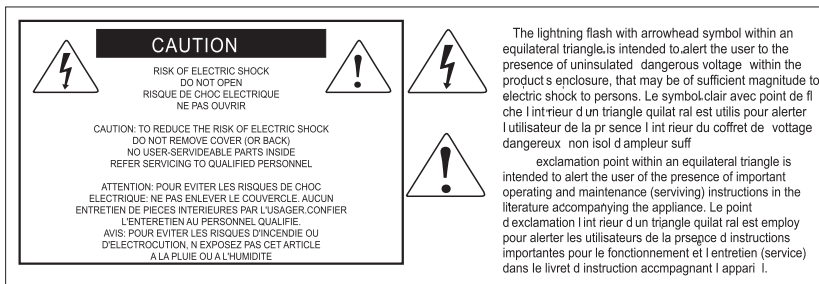 CAUTION
RISK OF ELECTRIC SHOCK
DO NOT OPEN
RISQUE DE CHOC ELECTRIQUE
NE PAS OUVRIR
CAUTION: TO REDUCE THE RISK OF ELECTRIC SHOCK
DO NOT REMOVE COVER (OR BACK)
NO USER-SERVIDEABLE PARTS INSIDE
REFER SERVICING TO QUALIFIED PERSONNEL
ATTENTION: POUR EVITER LES RISQUES DE CHOC
ELECTRIQUE: NE PAS ENLEVER LE COUVERCLE. AUCUN
ENTRETIEN DE PIECES INTERIEURES PAR L'USAGER.CONFIER
L'ENTERETIEN AU PERSONNEL QUALIFIE.
AVIS: POUR EVITER LES RISQUES D'INCENDIE OU
D'ELECTROCUTION, N EXPOSEZ PAS CET ARTICLE
A LA PLUIE OU A L'HUMIDITE
The lightning flash with arrowhead symbol within an
equilateral triangle, is intended to alert the user to the
presence of uninsulated dangerous voltage within the
product s enclosure, that may be of sufficient magnitude to
electric shock to persons. Le symbol clair avec point de fl
che l int rieur d un triangle quilat ral est utilis pour alerter
l utilisateur de la pr sence l int rieur du coffret de vottage
dangereux non isol d ampleur suff
exclamation point within an equilateral triangle is
intended to alert the user of the presence of important
operating and maintenance (serviving) instructions in the
literature accompanying the appliance. Le point
d exclamation l int rieur d un triangle quilat ral est employ
pour alerter les utilisateurs de la prsence d instructions
importantes pour le fonctionnement et l entretien (service)
dans le livret d instruction accmpagnant l appari l.